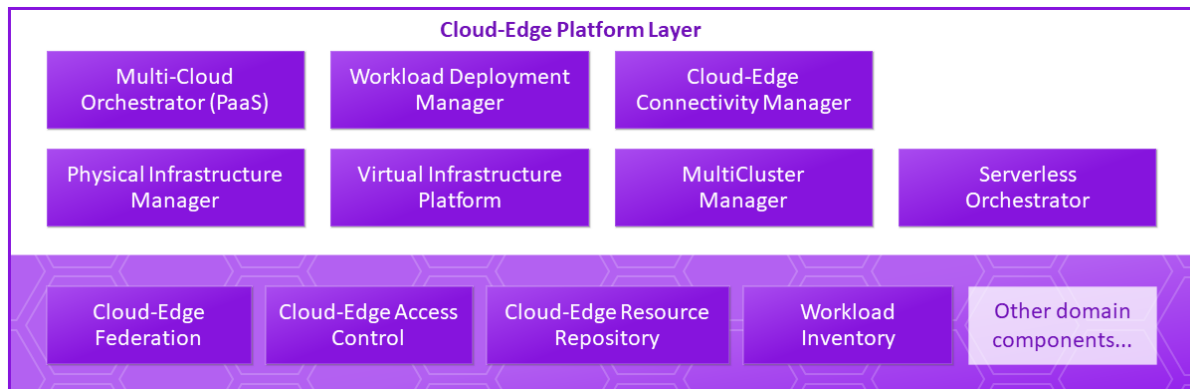 Cloud-Edge Platform Layer
Multi-Cloud
Orchestrator (PaaS)
Workload Deployment
Manager
Cloud-Edge
Connectivity Manager
Physical Infrastructure
Manager
Virtual Infrastructure
Platform
MultiCluster
Manager
Serverless
Orchestrator
Cloud-Edge
Federation
Cloud-Edge Access
Control
Cloud-Edge Resource
Repository
Workload
Inventory
Other domain
components...